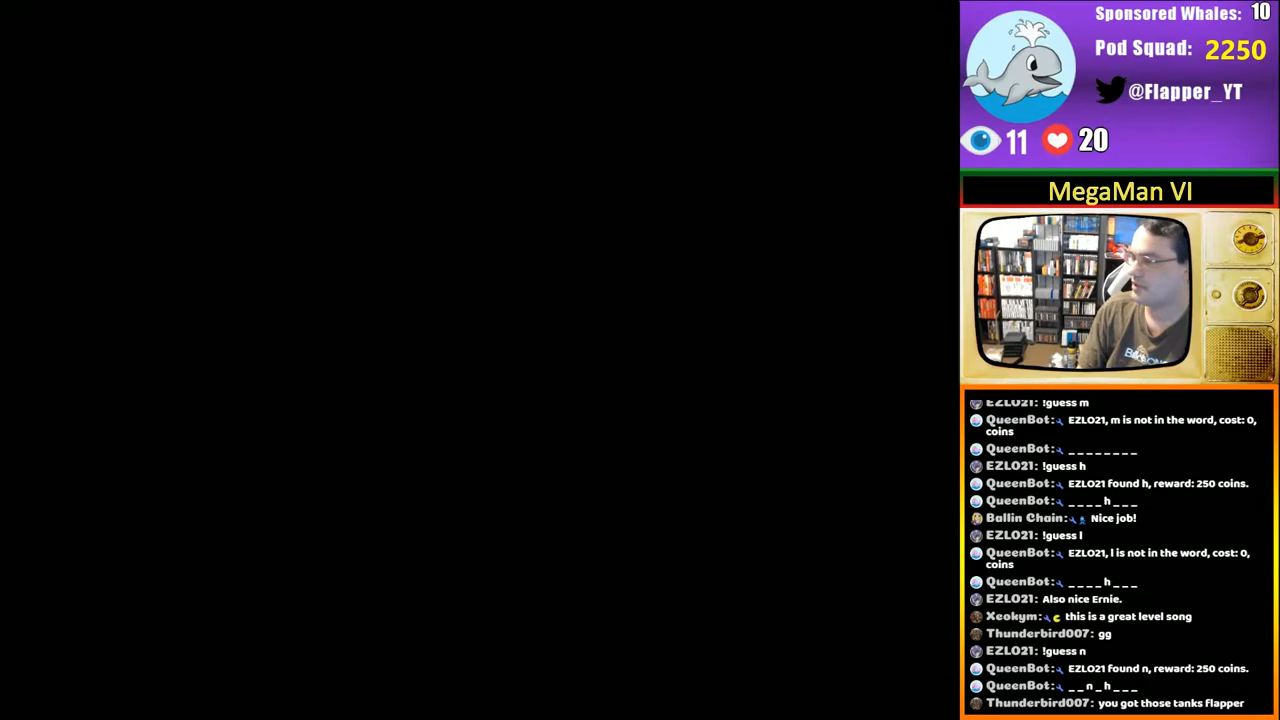 Sponsored Whales: 10
Pod Squad: 2250
@Flapper_YT
11 20
MegaMan VI
EZLO21: !guess m
QueenBot: EZLO21, m is not in the word, cost: 0,
coins
QueenBot: _ _ _ _ _ _ _ _
EZLO21: !guess h
QueenBot: EZLO21 found h, reward: 250 coins.
QueenBot: _ _ _ _ h _ _ _
Ballin Chain: Nice job!
EZLO21: !guess l
QueenBot: EZLO21, l is not in the word, cost: 0,
coins
QueenBot: _ _ _ _ h _ _ _
EZLO21: Also nice Ernie.
Xeokym: this is a great level song
Thunderbird007: gg
EZLO21: !guess n
QueenBot: EZLO21 found n, reward: 250 coins.
QueenBot: _ _ n _ h _ _ _
Thunderbird007: you got those tanks flapper